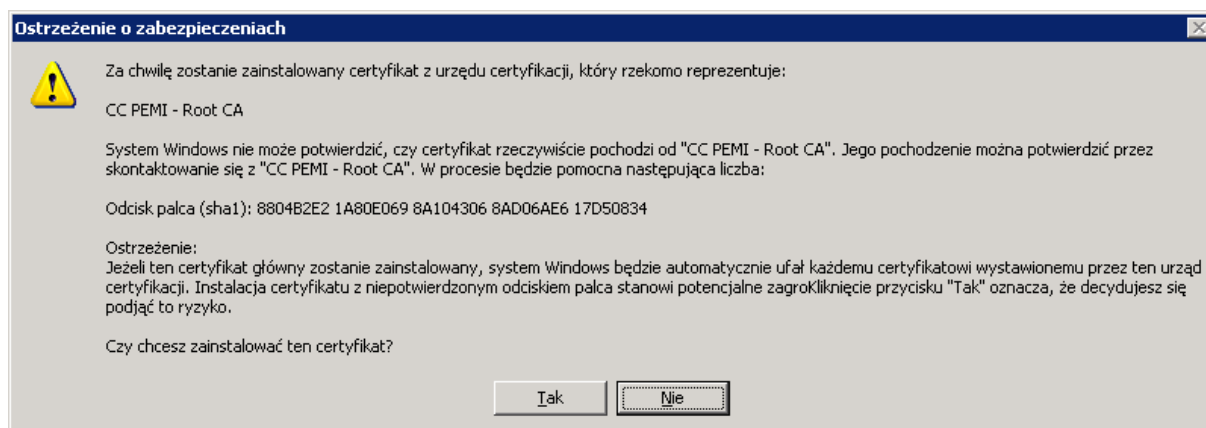 Ostrzeżenie o zabezpieczeniach
Za chwilę zostanie zainstalowany certyfikat z urzędu certyfikacji, który rzekomo reprezentuje:
CC PEMI - Root CA
System Windows nie może potwierdzić, czy certyfikat rzeczywiście pochodzi od "CC PEMI - Root CA". Jego pochodzenie można potwierdzić przez
skontaktowanie się z "CC PEMI - Root CA". W procesie będzie pomocna następująca liczba:
Odcisk palca (sha1): 8804B2E2 1A80E069 8A104306 8AD06AE6 17D50834
Ostrzeżenie:
Jeżeli ten certyfikat główny zostanie zainstalowany, system Windows będzie automatycznie ufał każdemu certyfikatowi wystawionemu przez ten urząd
certyfikacji. Instalacja certyfikatu z niepotwierdzonym odciskiem palca stanowi potencjalne zagroKliknięcie przycisku "Tak" oznacza, że decydujesz się
podjąć to ryzyko.
Czy chcesz zainstalować ten certyfikat?
Tak
Nie